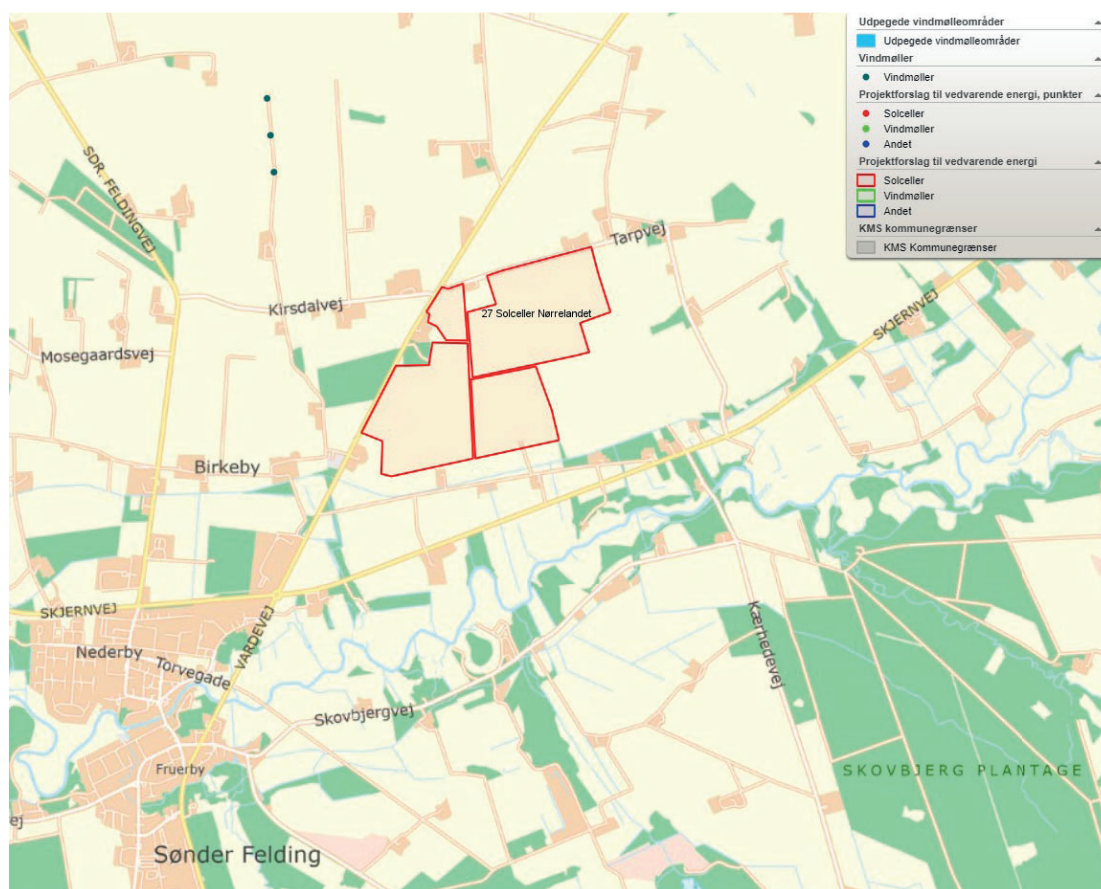 Udpegede vindmølleområder
Udpegede vindmølleområder
Vindmøller
Vindmøller
Projektforslag til vedvarende energi, punkter
Solceller
Vindmøller
Andet
Projektforslag til vedvarende energi
Solceller
Vindmøller
Andet
KMS kommunegrænser
KMS Kommunegrænser
SDR. FELDINGVEJ
Tarpvej
Kirsdalvej
27 Solceller Nørrelandet
SKJERNVEJ
Mosegaardsvej
Birkeby
SKJERNVEJ
VARDEVEJ
Nederby
Torvegade
Kærhedevej
Skovbjergvej
Fruerby
SKOVBJERG PLANTAGE
ej
Sønder Felding